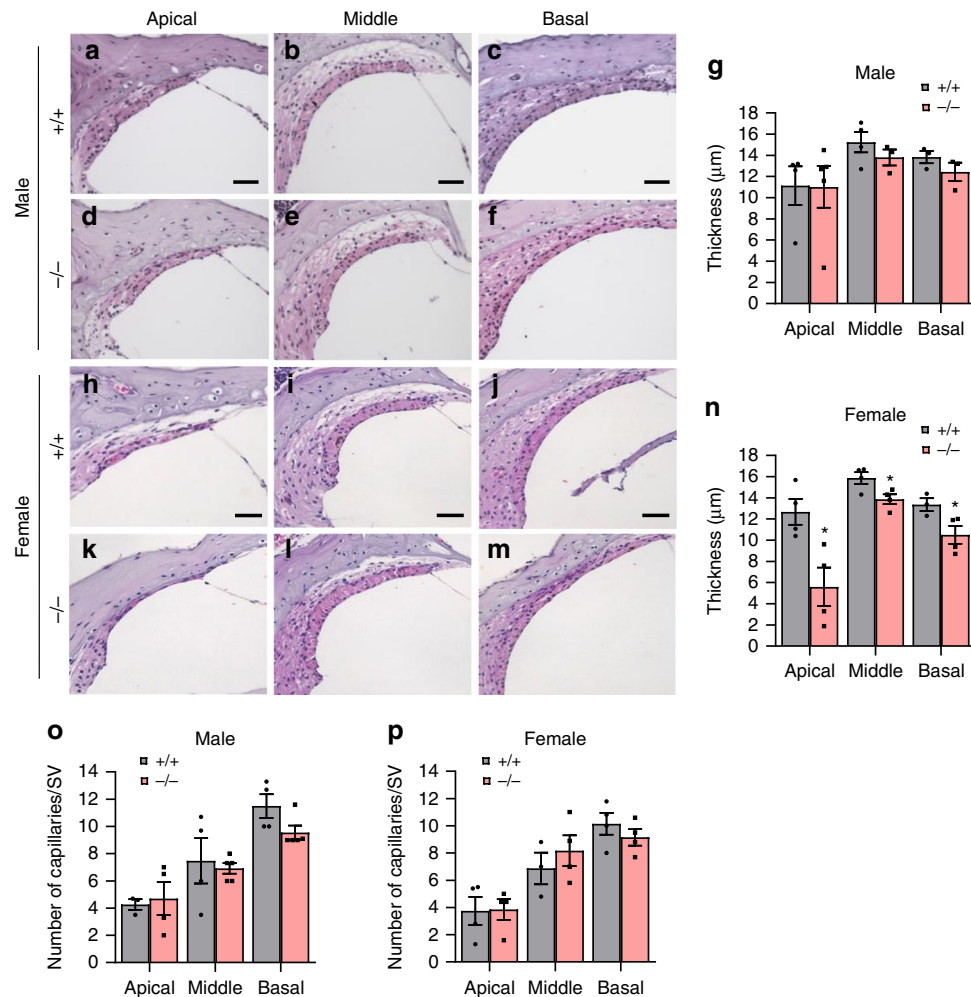 Apical Middle Basal
Male
+/+
a b c
−/−
d e f
Female
+/+
h i j
−/−
k l m
g
Male
+/+
−/−
Thickness (μm)
18
16
14
12
10
8
6
4
2
0
Apical Middle Basal
n
Female
+/+
−/−
Thickness (μm)
18
16
14
12
10
8
6
4
2
0
* * *
Apical Middle Basal
o
Male
+/+
−/−
Number of capillaries/SV
14
12
10
8
6
4
2
0
Apical Middle Basal
p
Female
+/+
−/−
Number of capillaries/SV
14
12
10
8
6
4
2
0
Apical Middle Basal